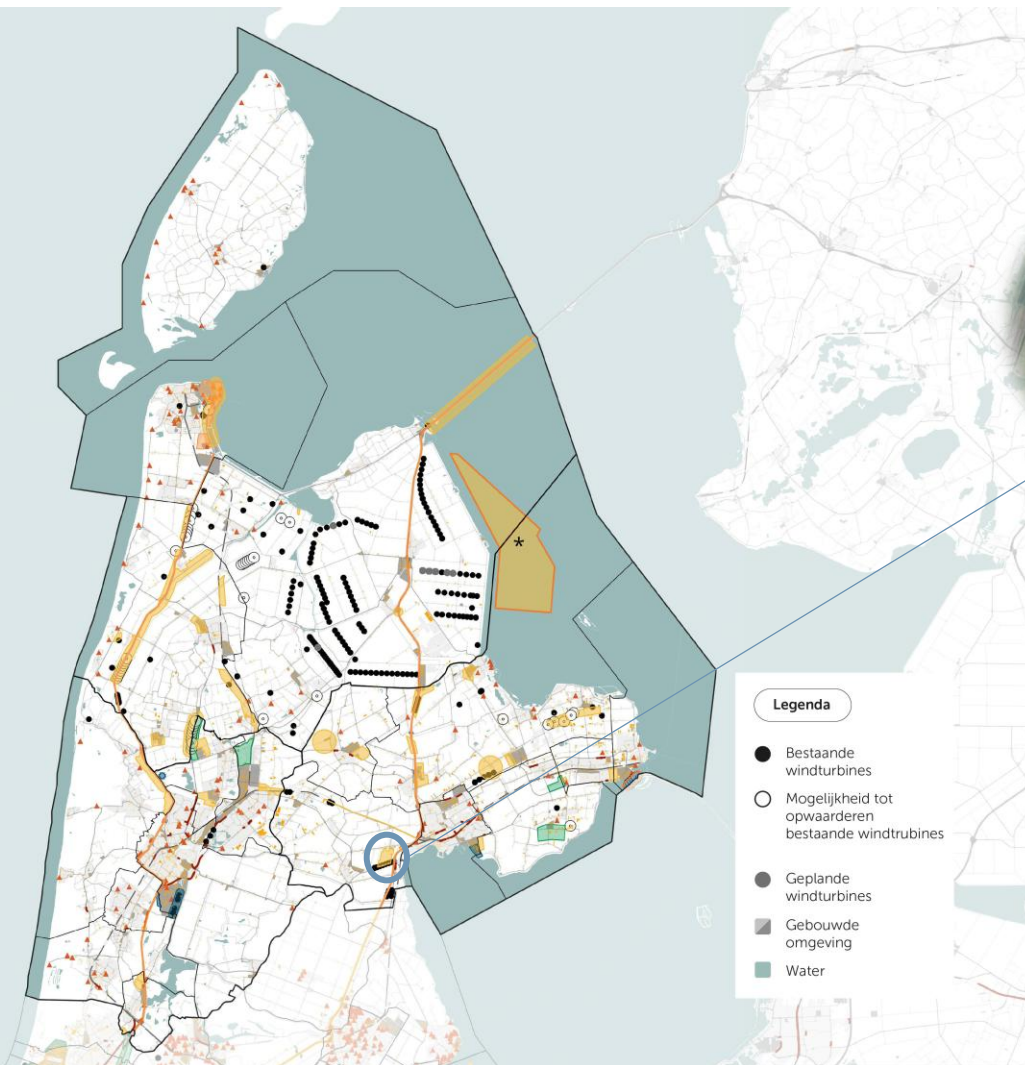 *
Legenda
Bestaande
windturbines
Mogelijkheid tot
opwaarderen
bestaande windtrubines
Geplande
windturbines
Gebouwde
omgeving
Water